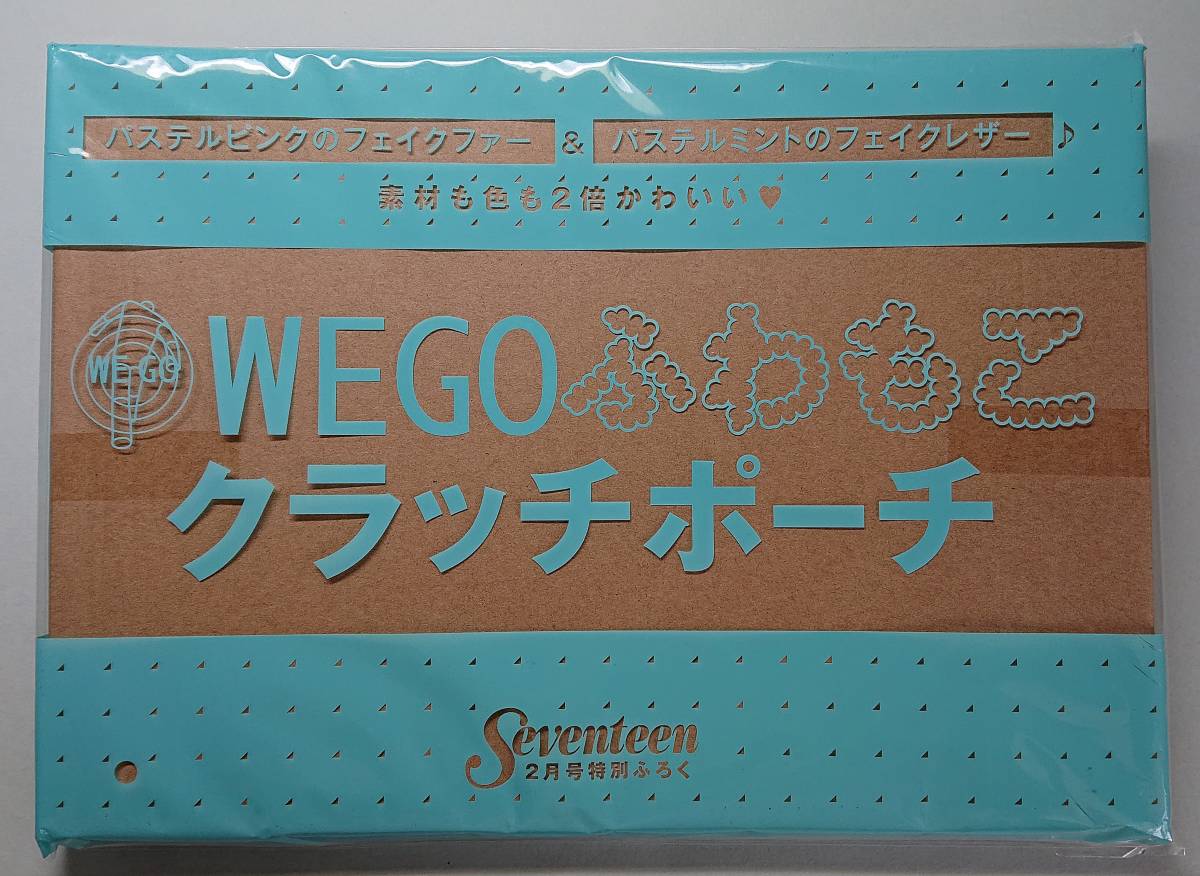 パステルピンクのフェイクファー & パステルミントのフェイクレザー♪
素材も色も2倍かわいい♥
WE GO WEGO ふわもこ
クラッチポーチ
Seventeen
2月号特別ふろく